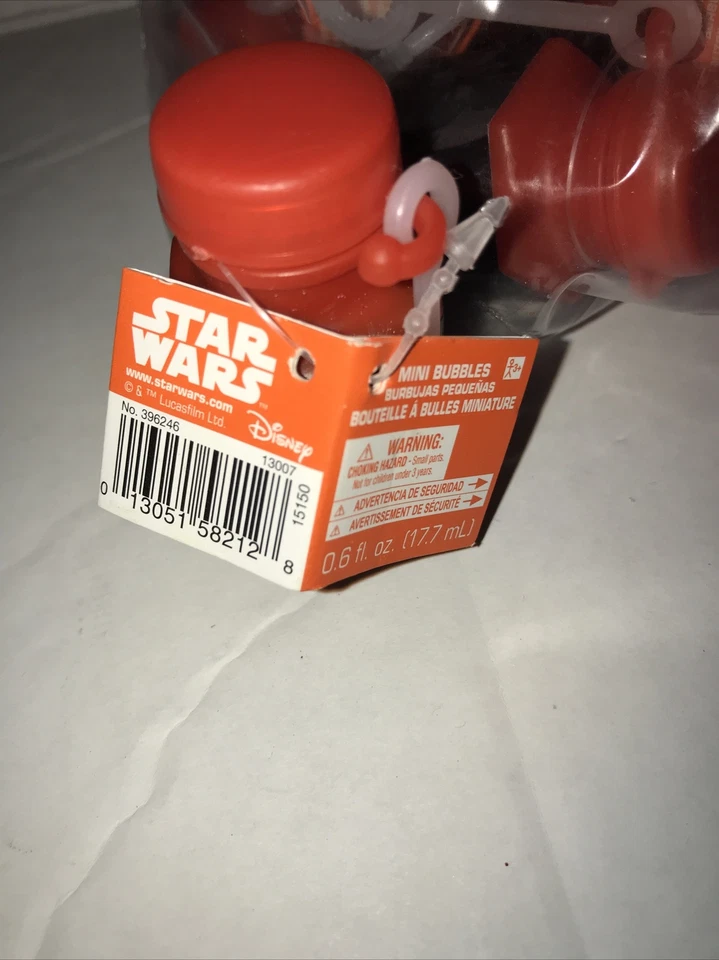 STAR
WARS
www.starwars.com ™
© & ™ Lucasfilm Ltd.
Disney
No. 396246
13007
15150
0 13051 58212 8
MINI BUBBLES
3+
BURBUJAS PEQUEÑAS
BOUTEILLE À BULLES MINIATURE
WARNING:
CHOKING HAZARD - Small parts.
Not for children under 3 years.
ADVERTENCIA DE SEGURIDAD
AVERTISSEMENT DE SÉCURITÉ
0.6 fl. oz. (17.7 mL)